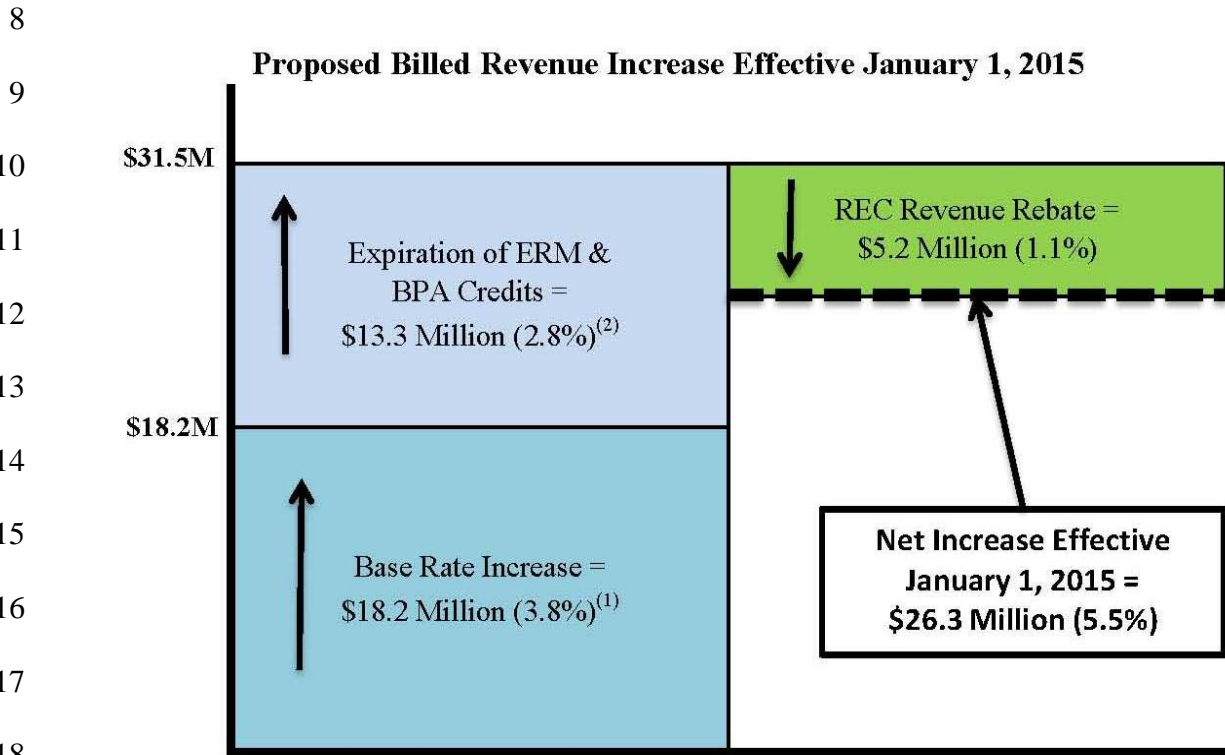 8
Proposed Billed Revenue Increase Effective January 1, 2015
9
10
$31.5M
REC Revenue Rebate =
$5.2 Million (1.1%)
11
Expiration of ERM &
BPA Credits =
$13.3 Million (2.8%)(2)
12
13
$18.2M
14
15
Base Rate Increase =
$18.2 Million (3.8%)(1)
Net Increase Effective
January 1, 2015 =
$26.3 Million (5.5%)
16
17
18